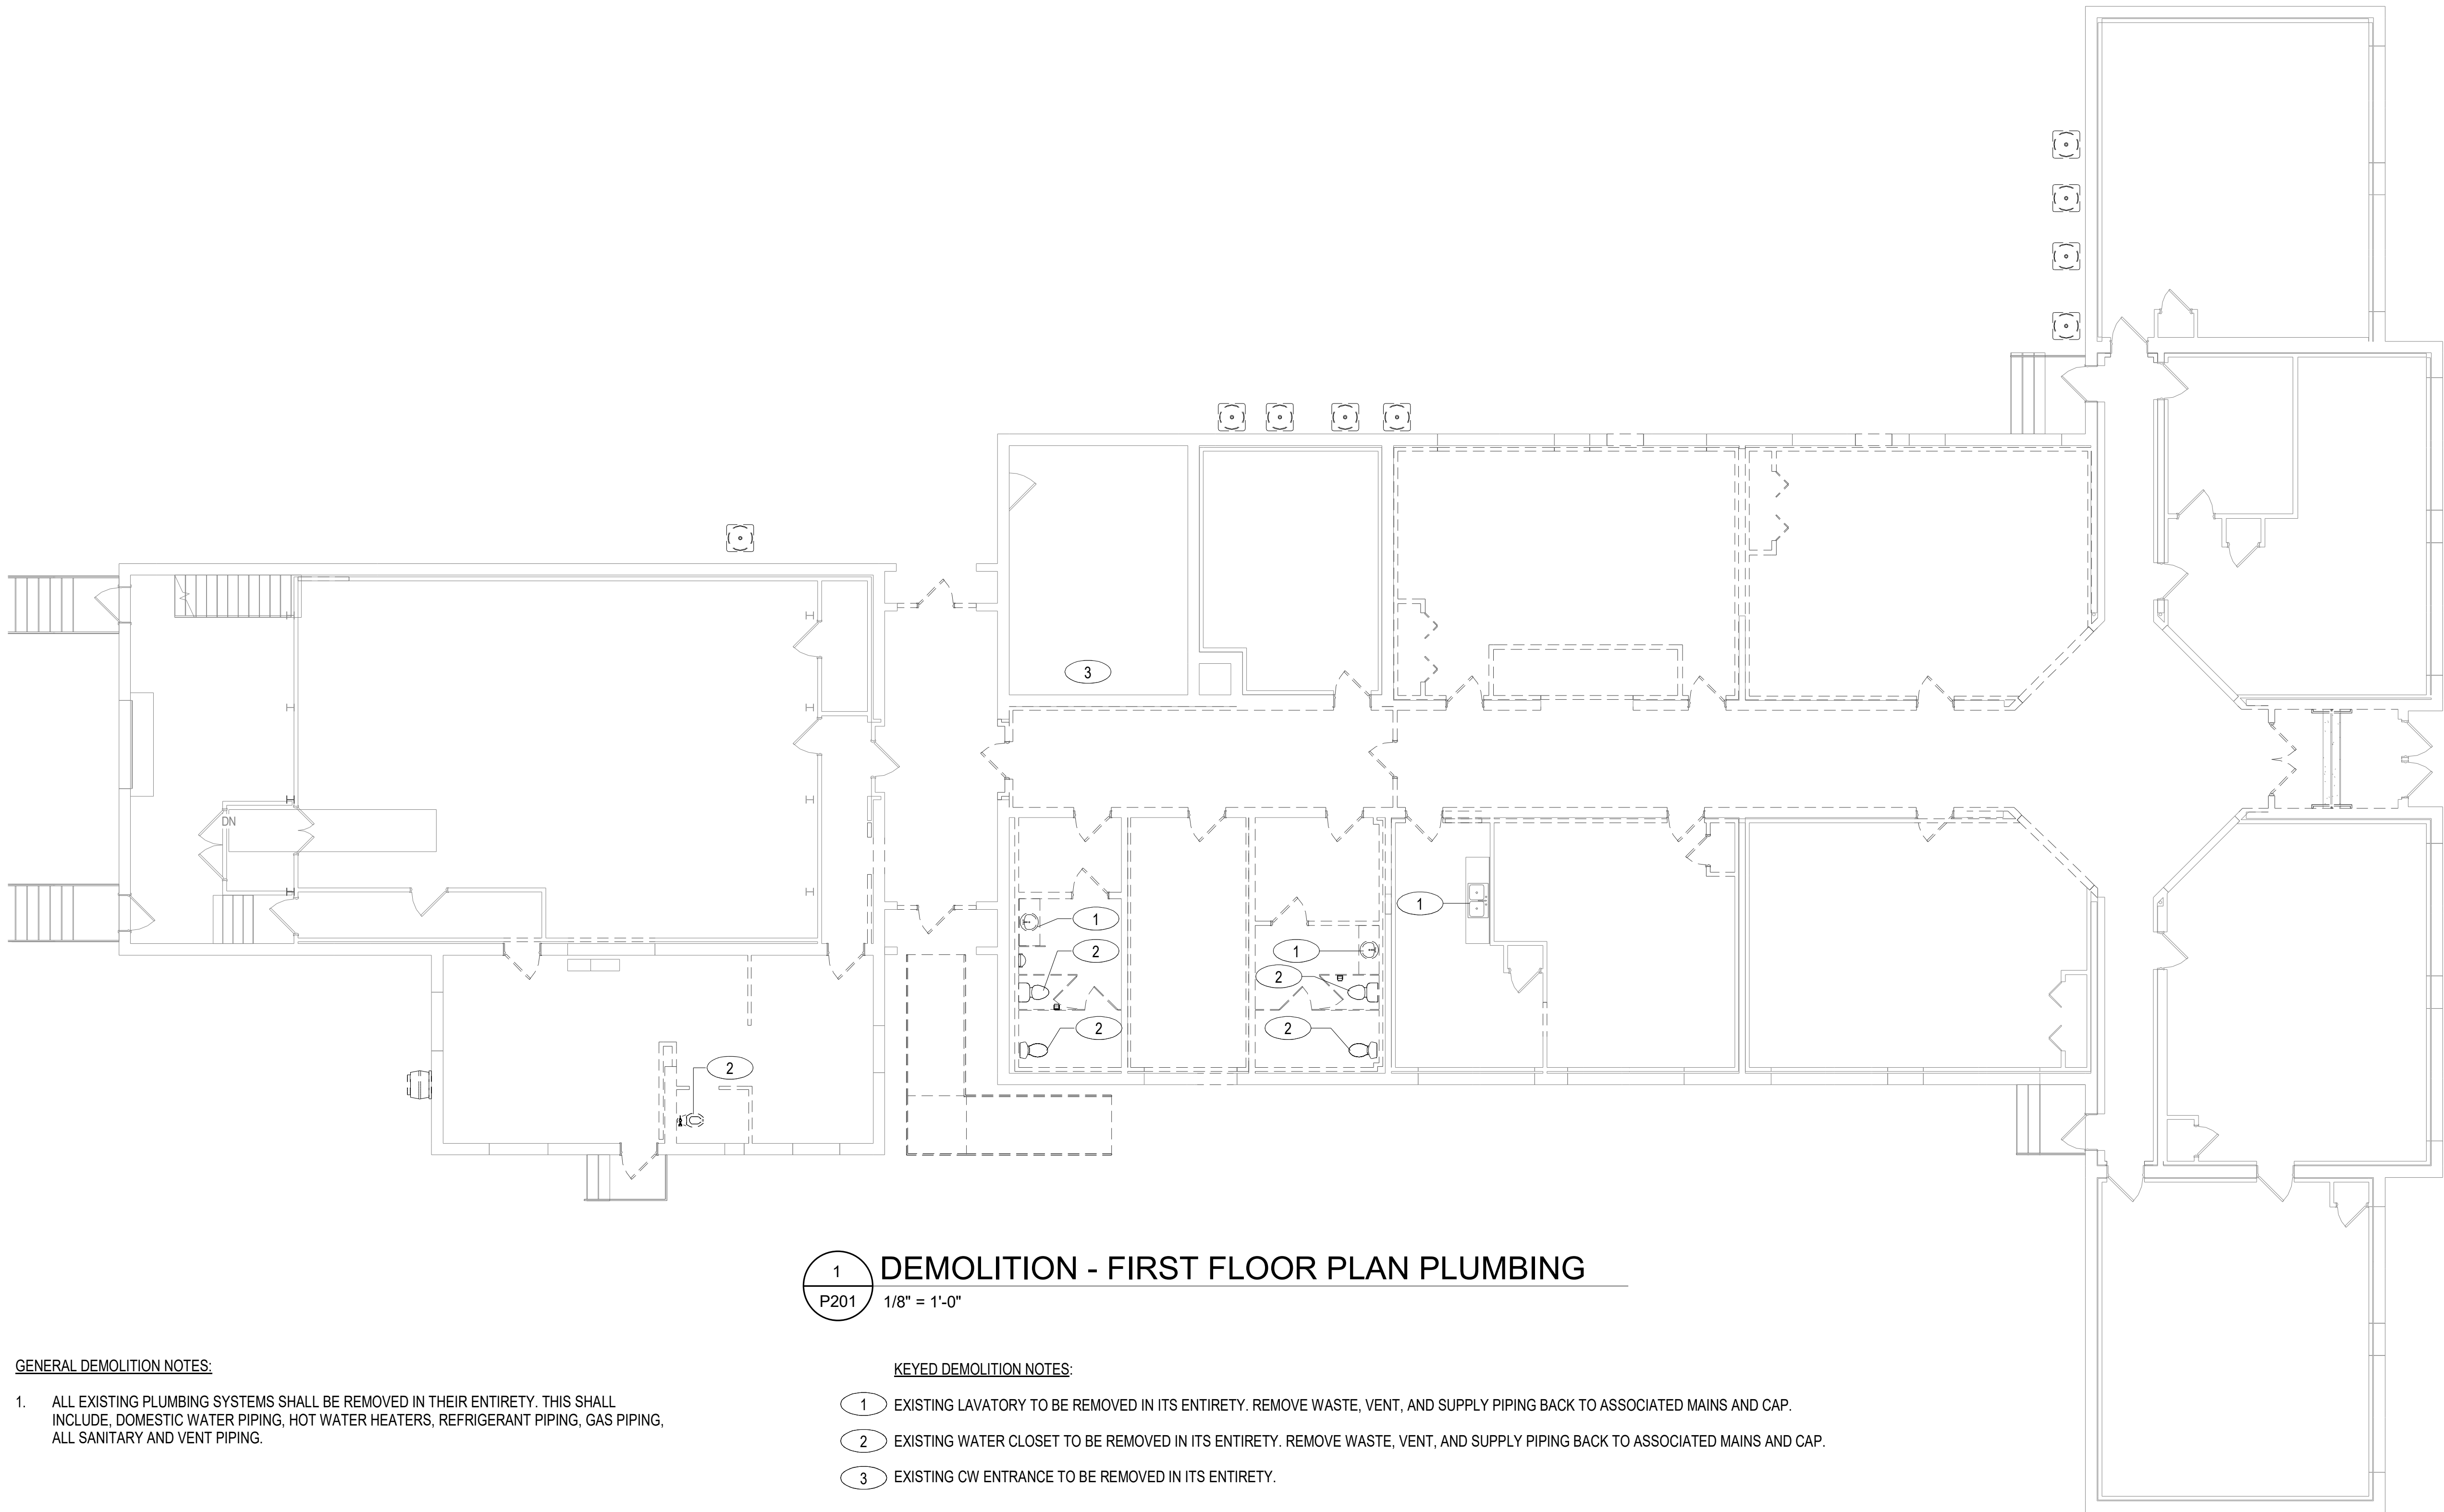 3
DN
1
1
2
1
2
2
2
2
1
P201
DEMOLITION - FIRST FLOOR PLAN PLUMBING
1/8" = 1'-0"
GENERAL DEMOLITION NOTES:
1. ALL EXISTING PLUMBING SYSTEMS SHALL BE REMOVED IN THEIR ENTIRETY. THIS SHALL
INCLUDE, DOMESTIC WATER PIPING, HOT WATER HEATERS, REFRIGERANT PIPING, GAS PIPING,
ALL SANITARY AND VENT PIPING.
KEYED DEMOLITION NOTES:
1 EXISTING LAVATORY TO BE REMOVED IN ITS ENTIRETY. REMOVE WASTE, VENT, AND SUPPLY PIPING BACK TO ASSOCIATED MAINS AND CAP.
2 EXISTING WATER CLOSET TO BE REMOVED IN ITS ENTIRETY. REMOVE WASTE, VENT, AND SUPPLY PIPING BACK TO ASSOCIATED MAINS AND CAP.
3 EXISTING CW ENTRANCE TO BE REMOVED IN ITS ENTIRETY.